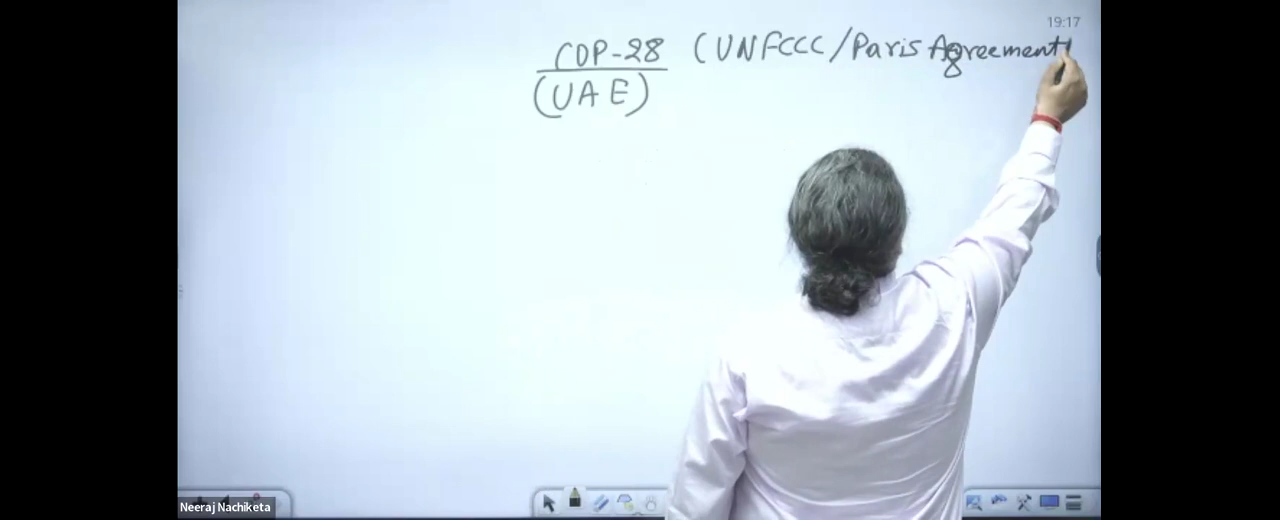 19:17
COP-28 (UNFCCC/Paris Agreement)
(UAE)
Neeraj Nachiketa